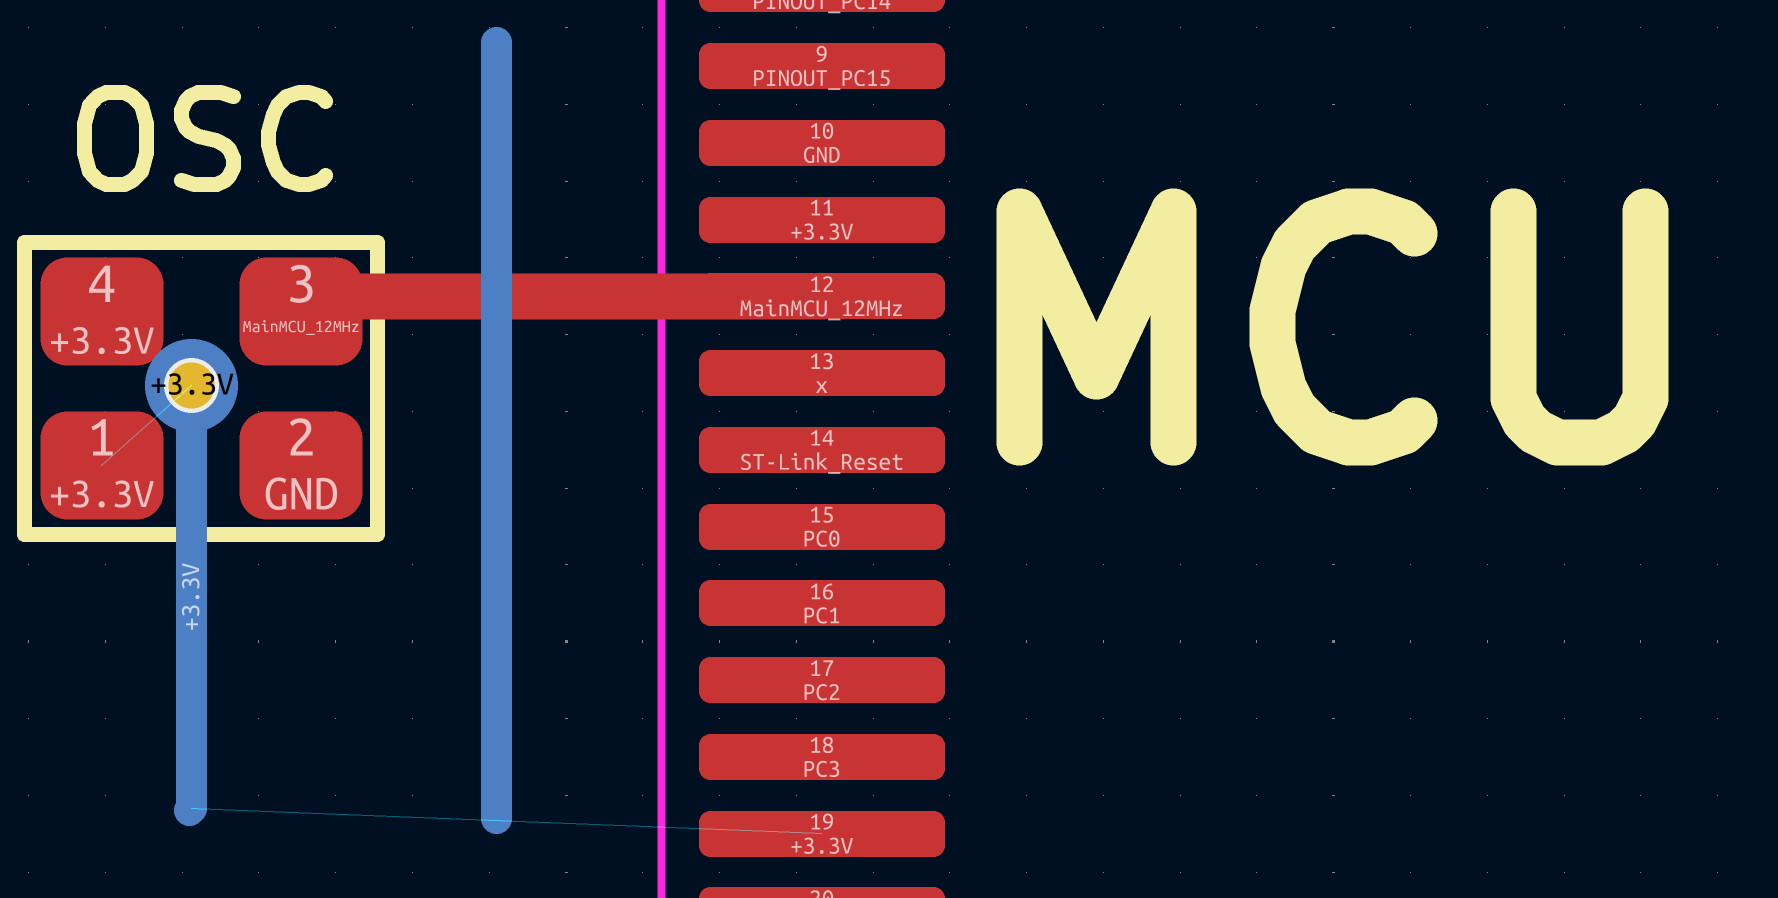 PINOUT_PC14
9
PINOUT_PC15
10
GND
11
+3.3V
12
MainMCU_12MHz
13
x
14
ST-Link_Reset
15
PC0
16
PC1
17
PC2
18
PC3
19
+3.3V
20
OSC
4
+3.3V
3
MainMCU_12MHz
+3.3V
1
+3.3V
2
GND
+3.3V
MCU